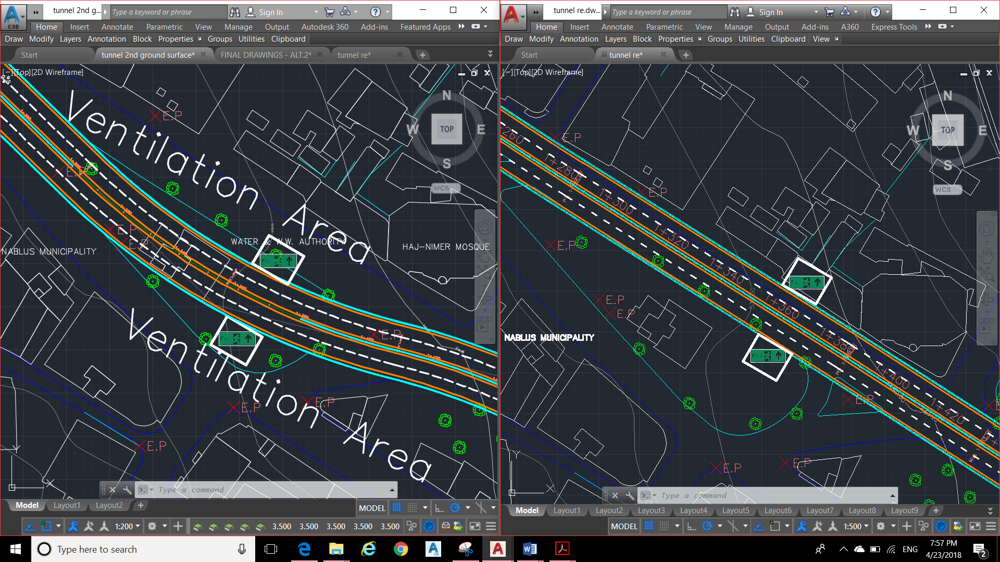 tunnel 2nd g...
Type a keyword or phrase
Sign In
C3D
Home Insert Annotate Parametric View Manage Output Autodesk 360 Add-ins Featured Apps
Draw Modify Layers Annotation Block Properties Groups Utilities Clipboard
Start tunnel 2nd ground surface* FINAL DRAWINGS - ALT.2* tunnel re*
[−][Top][2D Wireframe]
N
W TOP E
S
WCS
Ventilation Area
E.P
E.P
E.P
E.P
WATER & W.W. AUTHORITY
HAJ-NIMER MOSQUE
NABLUS MUNICIPALITY
Ventilation Area
E.P
E.P
E.P
E.P
Type a command
Model Layout1 Layout2
MODEL
1:200 3.500 3.500 3.500 3.500 3.500
tunnel re.dw...
Type a keyword or phrase
Sign In
Home Insert Annotate Parametric View Manage Output Add-ins A360 Express Tools
Draw Modify Annotation Layers Block Properties Groups Utilities Clipboard View
Start tunnel re*
[−][Top][2D Wireframe]
N
W TOP E
S
WCS
E.P
1+280
E.P
1+300
1+320
E.P
1+340
E.P
E.P
1+360
1+380
NABLUS MUNICIPALITY
1+400
E.P
1+420
E.P
E.P
Type a command
Model Layout1 Layout2 Layout3 Layout4 Layout5 Layout6 Layout7 Layout8 Layout9
MODEL 1:500
Type here to search
ENG
7:57 PM
4/23/2018
2